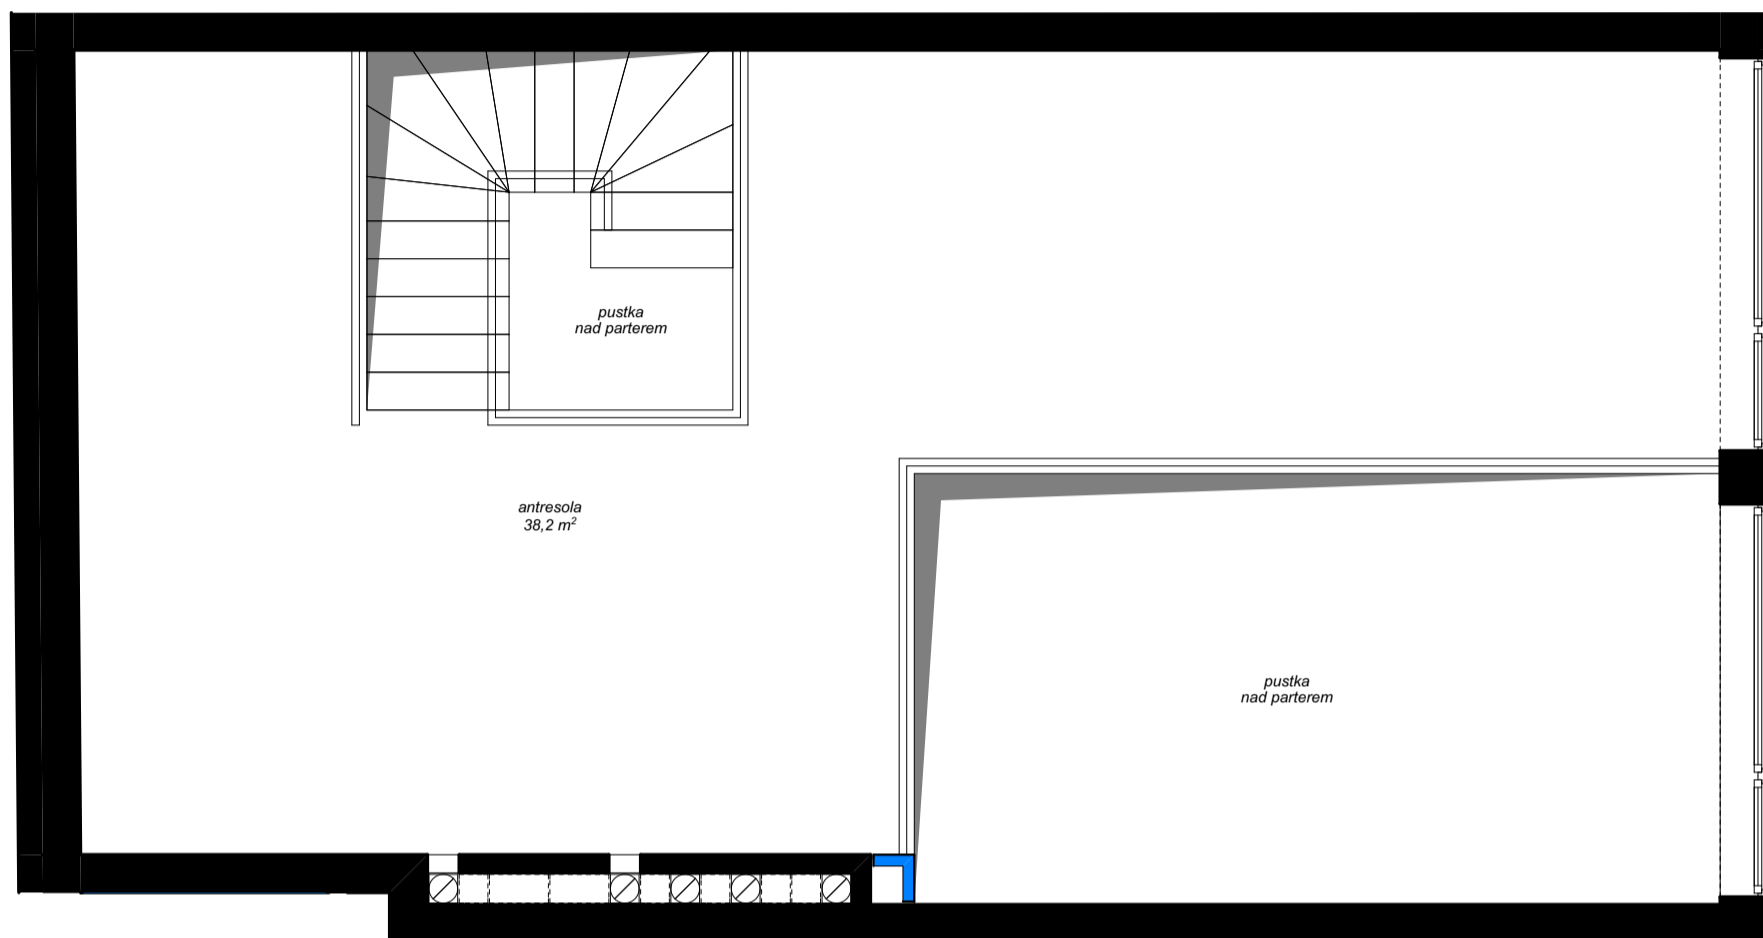 pustka
nad parterem
antresola
38,2 m²
pustka
nad parterem